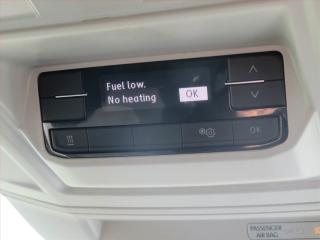 Fuel low.
No heating OK
OK
PASSENGER
AIR BAG